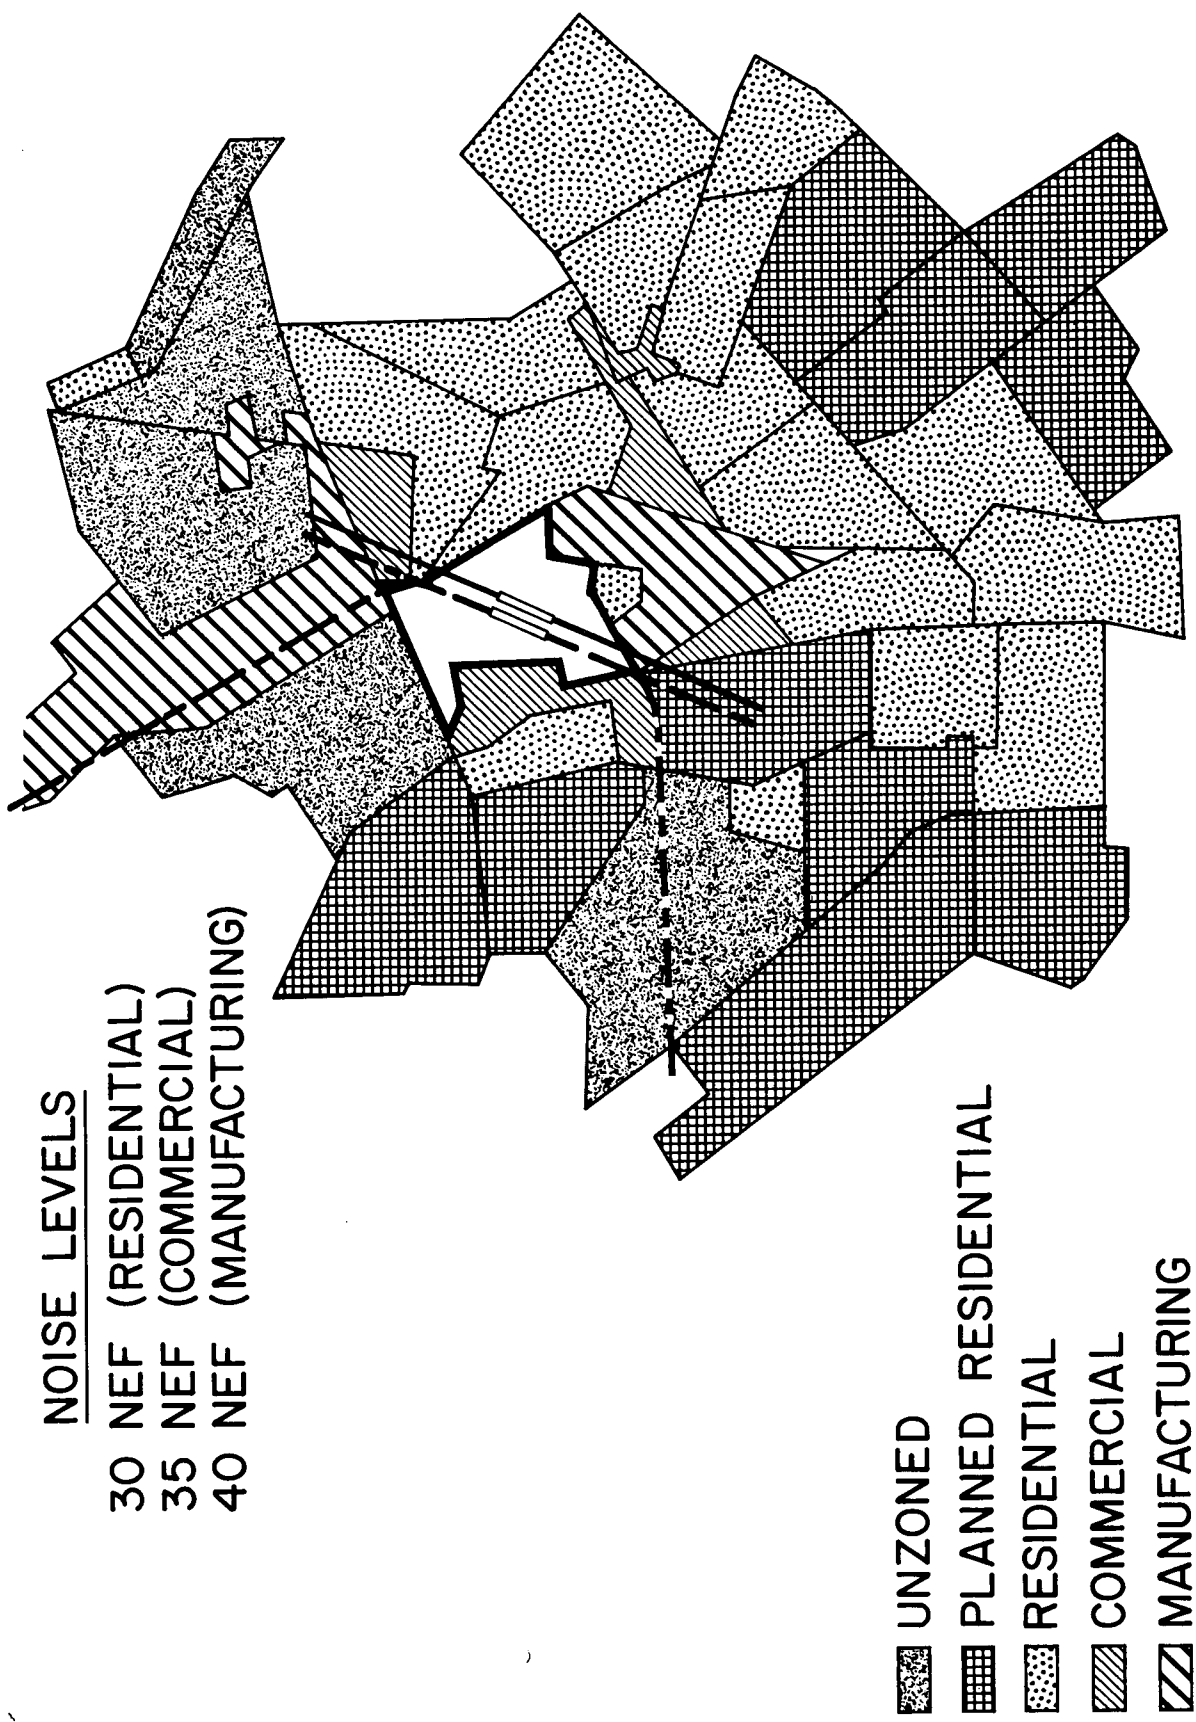 NOISE LEVELS
30 NEF (RESIDENTIAL)
35 NEF (COMMERCIAL)
40 NEF (MANUFACTURING)
UNZONED
PLANNED RESIDENTIAL
RESIDENTIAL
COMMERCIAL
MANUFACTURING